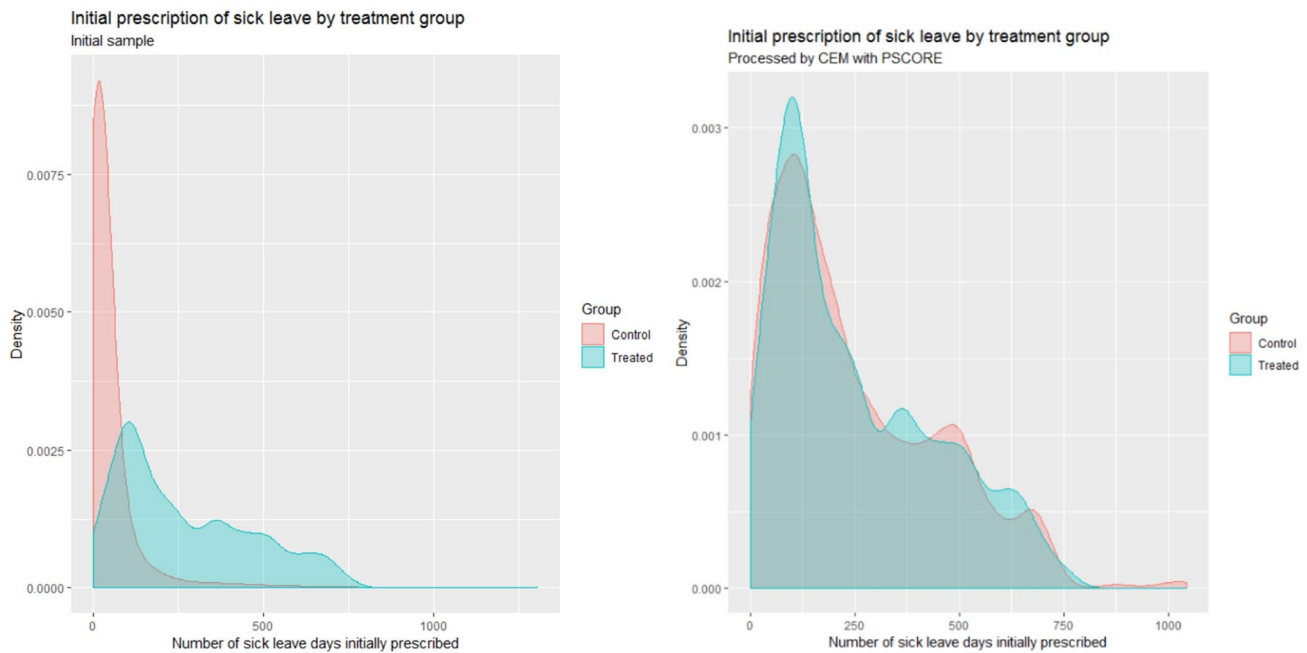 Initial prescription of sick leave by treatment group
Initial sample
0.0075
0.0050
0.0025
0.0000
Density
0
500
1000
Number of sick leave days initially prescribed
Group
Control
Treated
Initial prescription of sick leave by treatment group
Processed by CEM with PSCORE
0.003
0.002
0.001
0.000
Density
0
250
500
750
1000
Number of sick leave days initially prescribed
Group
Control
Treated